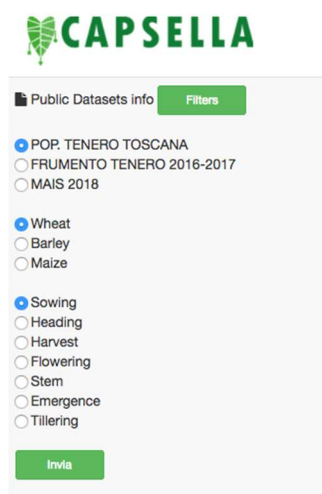 CAPSELLA
Public Datasets info Filters
POP. TENERO TOSCANA
FRUMENTO TENERO 2016-2017
MAIS 2018
Wheat
Barley
Maize
Sowing
Heading
Harvest
Flowering
Stem
Emergence
Tillering
Invia